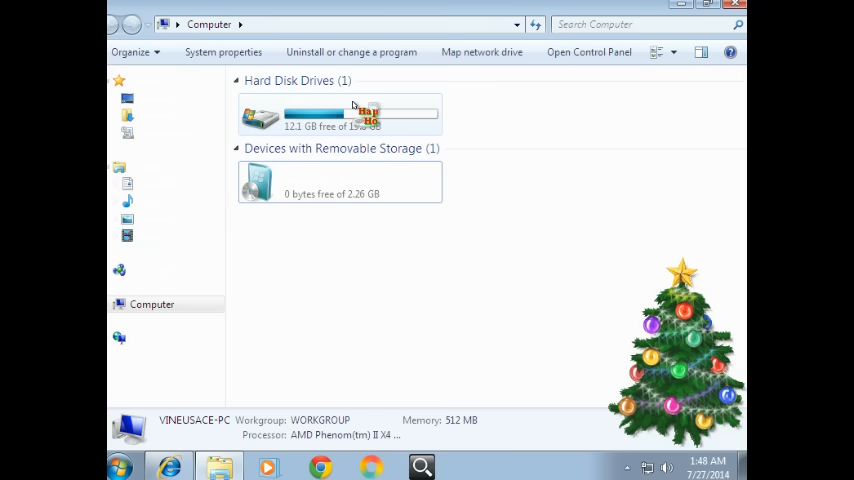 Computer
Search Computer
Organize
System properties
Uninstall or change a program
Map network drive
Open Control Panel
Hard Disk Drives (1)
Hap
Ho
12.1 GB free of GB
Devices with Removable Storage (1)
0 bytes free of 2.26 GB
Computer
VINEUSACE-PC Workgroup: WORKGROUP Memory: 512 MB
Processor: AMD Phenom(tm) II X4 ...
1:48 AM
7/27/2014